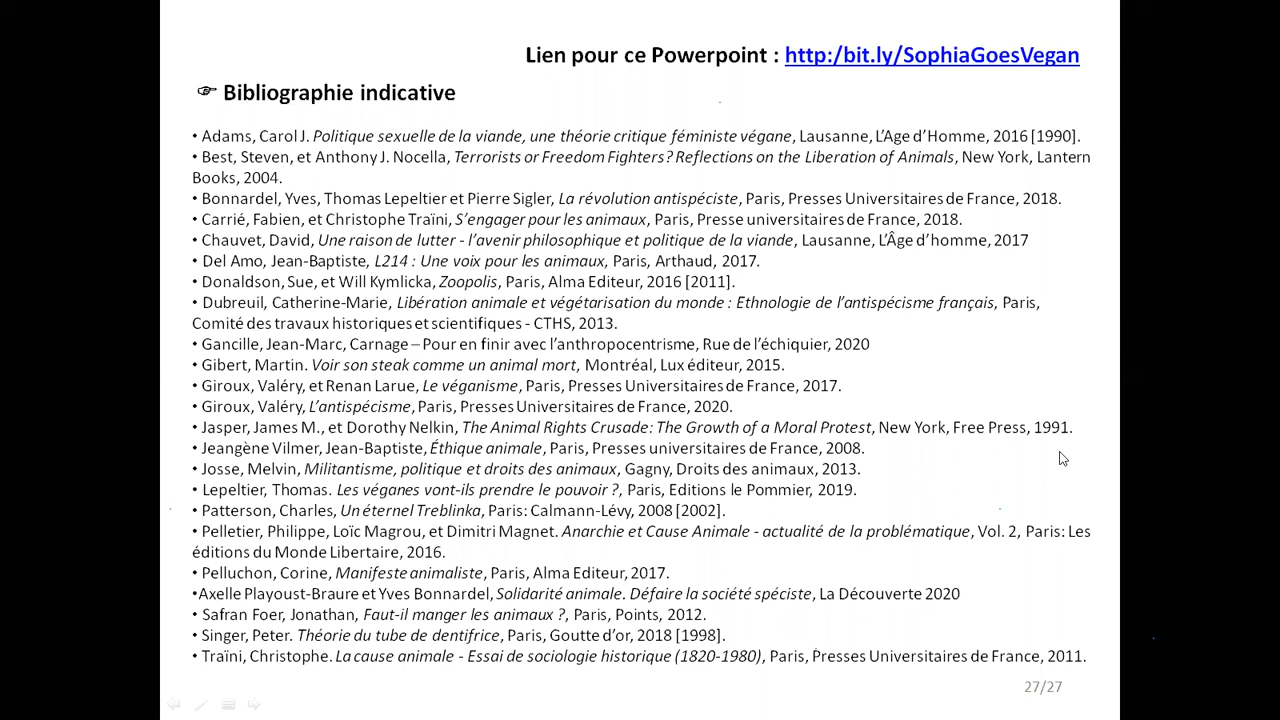 Lien pour ce Powerpoint : http:/bit.ly/SophiaGoesVegan
☞ Bibliographie indicative
• Adams, Carol J. Politique sexuelle de la viande, une théorie critique féministe végane, Lausanne, L’Age d’Homme, 2016 [1990].
• Best, Steven, et Anthony J. Nocella, Terrorists or Freedom Fighters? Reflections on the Liberation of Animals, New York, Lantern
Books, 2004.
• Bonnardel, Yves, Thomas Lepeltier et Pierre Sigler, La révolution antispéciste, Paris, Presses Universitaires de France, 2018.
• Carrié, Fabien, et Christophe Traïni, S’engager pour les animaux, Paris, Presse universitaires de France, 2018.
• Chauvet, David, Une raison de lutter - l’avenir philosophique et politique de la viande, Lausanne, L’Âge d’homme, 2017
• Del Amo, Jean-Baptiste, L214 : Une voix pour les animaux, Paris, Arthaud, 2017.
• Donaldson, Sue, et Will Kymlicka, Zoopolis, Paris, Alma Editeur, 2016 [2011].
• Dubreuil, Catherine-Marie, Libération animale et végétarisation du monde : Ethnologie de l’antispécisme français, Paris,
Comité des travaux historiques et scientifiques - CTHS, 2013.
• Gancille, Jean-Marc, Carnage – Pour en finir avec l’anthropocentrisme, Rue de l’échiquier, 2020
• Gibert, Martin. Voir son steak comme un animal mort, Montréal, Lux éditeur, 2015.
• Giroux, Valéry, et Renan Larue, Le véganisme, Paris, Presses Universitaires de France, 2017.
• Giroux, Valéry, L’antispécisme, Paris, Presses Universitaires de France, 2020.
• Jasper, James M., et Dorothy Nelkin, The Animal Rights Crusade: The Growth of a Moral Protest, New York, Free Press, 1991.
• Jeangène Vilmer, Jean-Baptiste, Éthique animale, Paris, Presses universitaires de France, 2008.
• Josse, Melvin, Militantisme, politique et droits des animaux, Gagny, Droits des animaux, 2013.
• Lepeltier, Thomas. Les véganes vont-ils prendre le pouvoir ?, Paris, Editions le Pommier, 2019.
• Patterson, Charles, Un éternel Treblinka, Paris: Calmann-Lévy, 2008 [2002].
• Pelletier, Philippe, Loïc Magrou, et Dimitri Magnet. Anarchie et Cause Animale - actualité de la problématique, Vol. 2, Paris: Les
éditions du Monde Libertaire, 2016.
• Pelluchon, Corine, Manifeste animaliste, Paris, Alma Editeur, 2017.
•Axelle Playoust-Braure et Yves Bonnardel, Solidarité animale. Défaire la société spéciste, La Découverte 2020
• Safran Foer, Jonathan, Faut-il manger les animaux ?, Paris, Points, 2012.
• Singer, Peter. Théorie du tube de dentifrice, Paris, Goutte d’or, 2018 [1998].
• Traïni, Christophe. La cause animale - Essai de sociologie historique (1820-1980), Paris, Presses Universitaires de France, 2011.
27/27